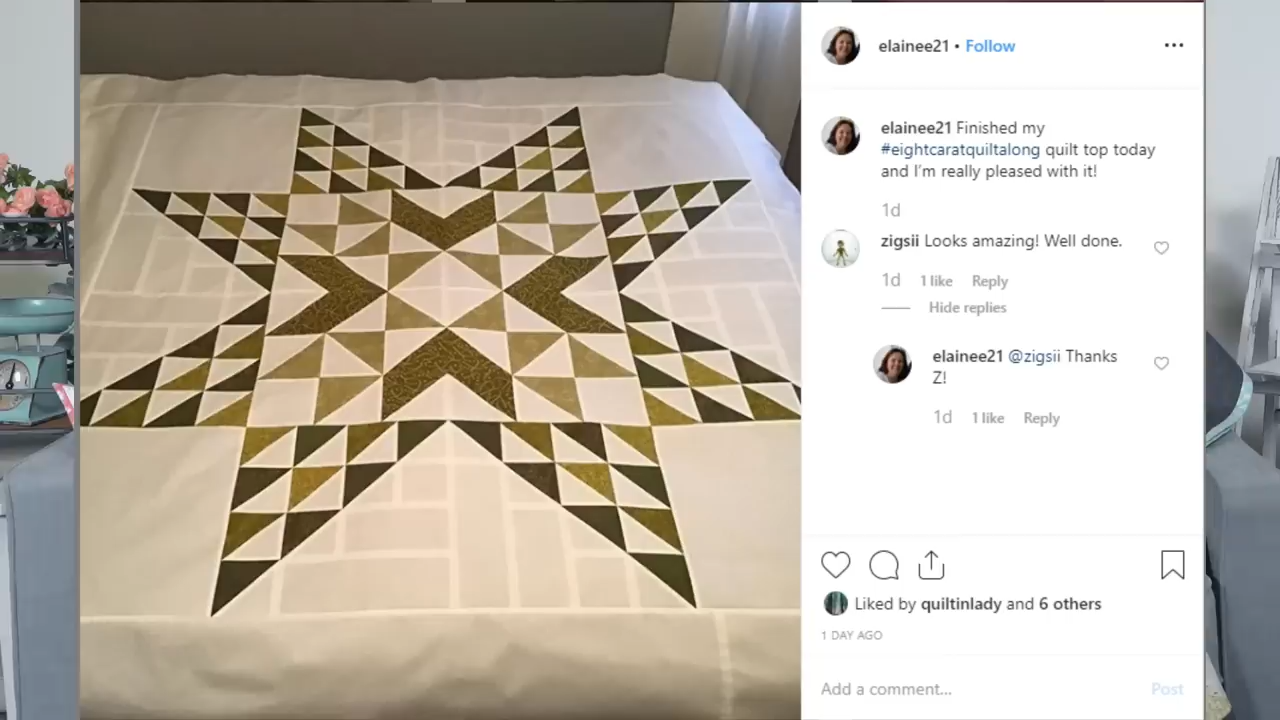 elainee21 • Follow
elainee21 Finished my
#eightcaratquiltalong quilt top today
and I'm really pleased with it!
1d
zigsii Looks amazing! Well done.
1d 1 like Reply
Hide replies
elainee21 @zigsii Thanks
Z!
1d 1 like Reply
Liked by quiltinlady and 6 others
1 DAY AGO
Add a comment... Post